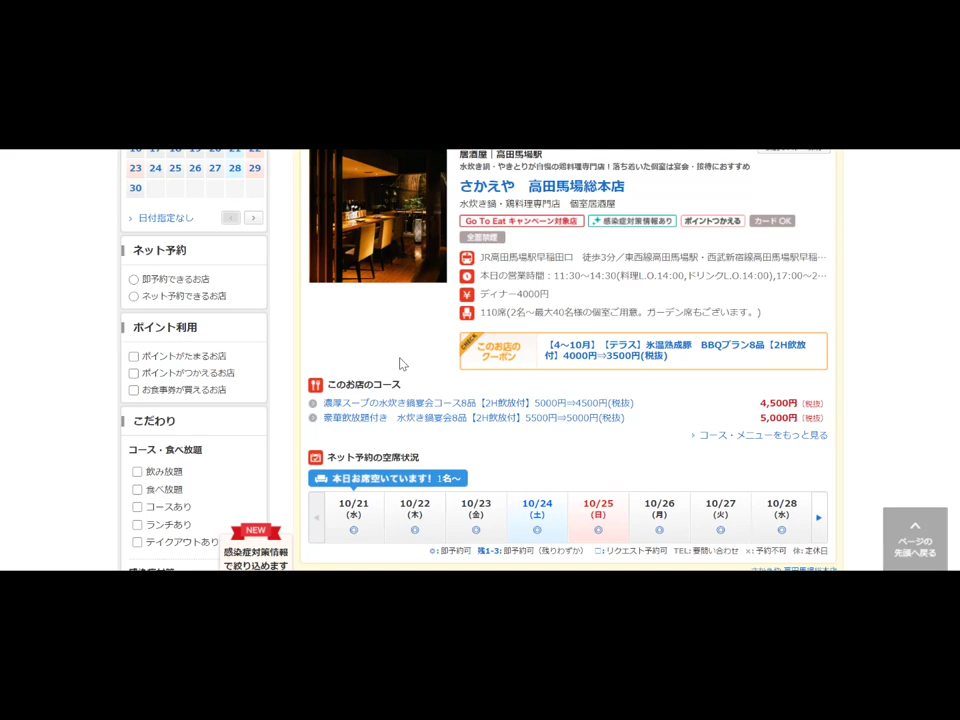 23 24 25 26 27 28 29
30
› 日付指定なし
ネット予約
即予約できるお店
ネット予約できるお店
ポイント利用
ポイントがたまるお店
ポイントがつかえるお店
お食事券が買えるお店
こだわり
コース・食べ放題
飲み放題
食べ放題
コースあり
ランチあり
テイクアウトあり
NEW
感染症対策情報
で絞り込めます
居酒屋｜高田馬場駅
水炊き鍋・やきとりが自慢の鶏料理専門店！落ち着いた個室は宴会・接待におすすめ
さかえや　高田馬場総本店
水炊き鍋・鶏料理専門店　個室居酒屋
Go To Eat キャンペーン対象店 感染症対策情報あり ポイントつかえる カード OK
全面禁煙
JR高田馬場駅早稲田口　徒歩3分／東西線高田馬場駅・西武新宿線高田馬場駅早稲…
本日の営業時間：11:30～14:30(料理L.O.14:00,ドリンクL.O.14:00),17:00～2…
ディナー4000円
110席(2名～最大40名様の個室ご用意。ガーデン席もございます。)
CHECK
このお店の
クーポン
【4～10月】【テラス】氷温熟成豚　BBQプラン8品【2H飲放
付】4000円⇒3500円(税抜)
このお店のコース
濃厚スープの水炊き鍋宴会コース8品【2H飲放付】5000円⇒4500円(税抜) 4,500円 (税抜)
豪華飲放題付き　水炊き鍋宴会8品【2H飲放付】5500円⇒5000円(税抜) 5,000円 (税抜)
› コース・メニューをもっと見る
ネット予約の空席状況
本日お席空いています！ 1名～
10/21 10/22 10/23 10/24 10/25 10/26 10/27 10/28
(水) (木) (金) (土) (日) (月) (火) (水)
◎ ◎ ◎ ◎ ◎ ◎ ◎ ◎
◎: 即予約可 残1-3: 即予約可（残りわずか） □: リクエスト予約可 TEL: 要問い合わせ ×: 予約不可 休: 定休日
さかえや 高田馬場総本店
ページの
先頭へ戻る